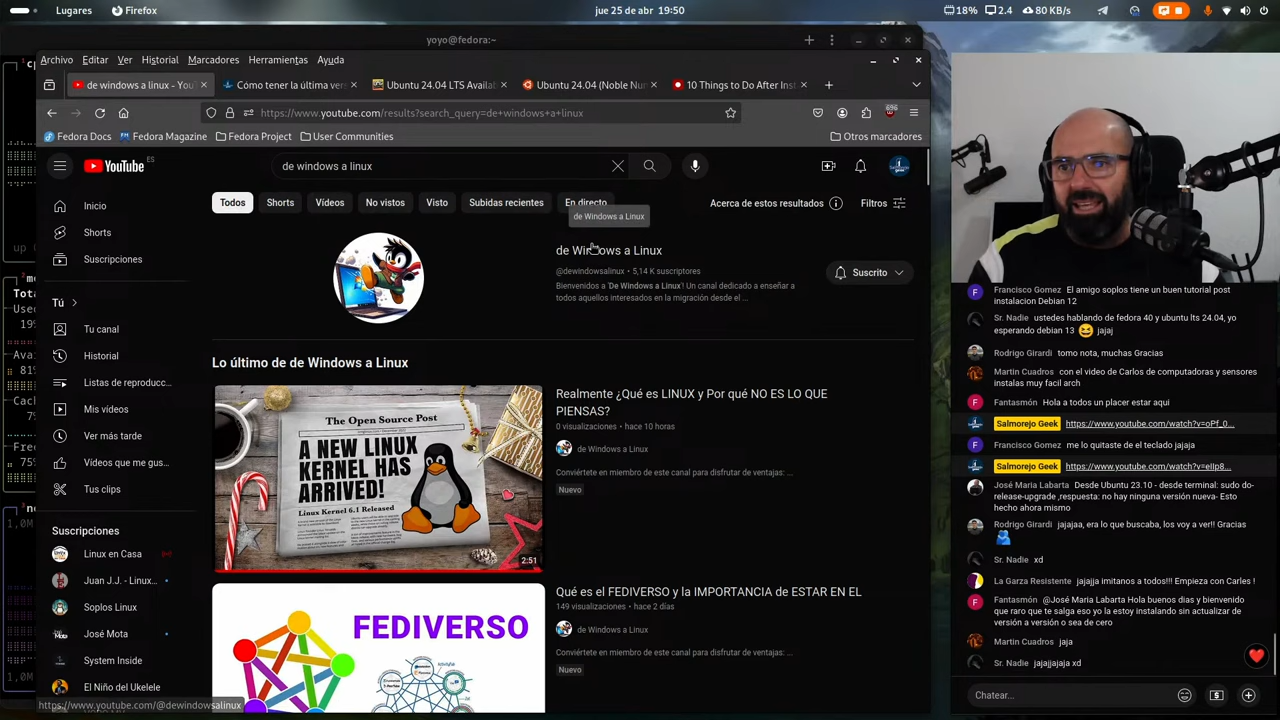 Lugares
Firefox
jue 25 de abr 19:50
18%
2.4
80 KB/s
yoyo@fedora:~
Archivo Editar Ver Historial Marcadores Herramientas Ayuda
de windows a linux - You
Cómo tener la última vers
Ubuntu 24.04 LTS Availab
Ubuntu 24.04 (Noble Num
10 Things to Do After Inst
https://www.youtube.com/results?search_query=de+windows+a+linux
696
Fedora Docs
Fedora Magazine
Fedora Project
User Communities
Otros marcadores
YouTube ES
de windows a linux
Inicio
Shorts
Suscripciones
Tú
Tu canal
Historial
Listas de reproducc...
Mis vídeos
Ver más tarde
Vídeos que me gus...
Tus clips
Suscripciones
Linux en Casa
Juan J.J. - Linux...
Soplos Linux
José Mota
System Inside
El Niño del Ukelele
https://www.youtube.com/@dewindowsalinux
Todos
Shorts
Vídeos
No vistos
Visto
Subidas recientes
En directo
Acerca de estos resultados
Filtros
de Windows a Linux
de Windows a Linux
@dewindowsalinux • 5,14 K suscriptores
Bienvenidos a 'De Windows a Linux'! Un canal dedicado a enseñar a
todos aquellos interesados en la migración desde el ...
Suscrito
Lo último de de Windows a Linux
The Open Source Post
A NEW LINUX
KERNEL HAS
ARRIVED!
Linux Kernel 6.1 Released
2:51
Realmente ¿Qué es LINUX y Por qué NO ES LO QUE
PIENSAS?
0 visualizaciones • hace 10 horas
de Windows a Linux
Conviértete en miembro de este canal para disfrutar de ventajas: ...
Nuevo
FEDIVERSO
Qué es el FEDIVERSO y la IMPORTANCIA de ESTAR EN EL
149 visualizaciones • hace 2 días
de Windows a Linux
Conviértete en miembro de este canal para disfrutar de ventajas: ...
Nuevo
Francisco Gomez El amigo soplos tiene un buen tutorial post
instalacion Debian 12
Sr. Nadie ustedes hablando de fedora 40 y ubuntu lts 24.04, yo
esperando debian 13 jajaj
Rodrigo Girardi tomo nota, muchas Gracias
Martin Cuadros con el video de Carlos de computadoras y sensores
instalas muy facil arch
Fantasmón Hola a todos un placer estar aqui
Salmorejo Geek https://www.youtube.com/watch?v=oPf_0...
Francisco Gomez me lo quitaste de el teclado jajaja
Salmorejo Geek https://www.youtube.com/watch?v=eiIp8...
José Maria Labarta Desde Ubuntu 23.10 - desde terminal: sudo do-
release-upgrade ,respuesta: no hay ninguna versión nueva- Esto
hecho ahora mismo
Rodrigo Girardi jajajaa, era lo que buscaba, los voy a ver!! Gracias
Sr. Nadie xd
La Garza Resistente jajajja imitanos a todos!!! Empieza con Carles !
Fantasmón @José Maria Labarta Hola buenos dias y bienvenido
que raro que te salga eso yo la estoy instalando sin actualizar de
versión a versión o sea de cero
Martin Cuadros jaja
Sr. Nadie jajajjajaja xd
Chatear...